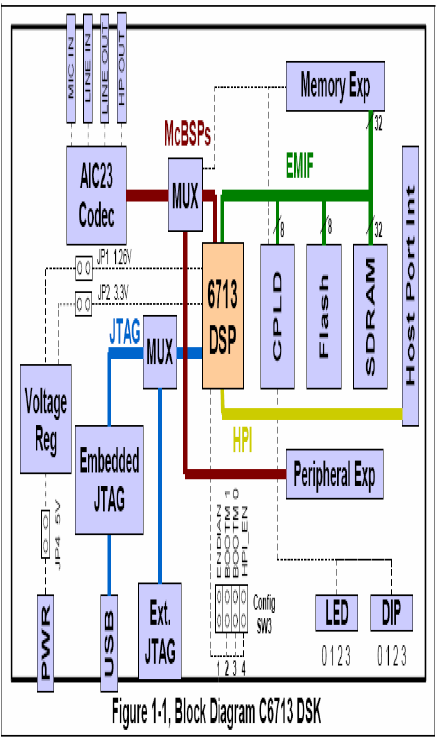 MIC IN
LINE IN
LINE OUT
HP OUT
McBSPs
Memory Exp
32
EMIF
AIC23
Codec
MUX
8
8
32
Host Port Int
JP1 1.26V
JP2 3.3V
6713
DSP
CPLD
Flash
SDRAM
JTAG
MUX
Voltage
Reg
HPI
Embedded
JTAG
Peripheral Exp
JP4 5V
ENDIAN
BOOTM 1
BOOTM 0
HPI_EN
Config
SW3
PWR
USB
Ext.
JTAG
LED
DIP
0 1 2 3
0 1 2 3
1 2 3 4
Figure 1-1, Block Diagram C6713 DSK